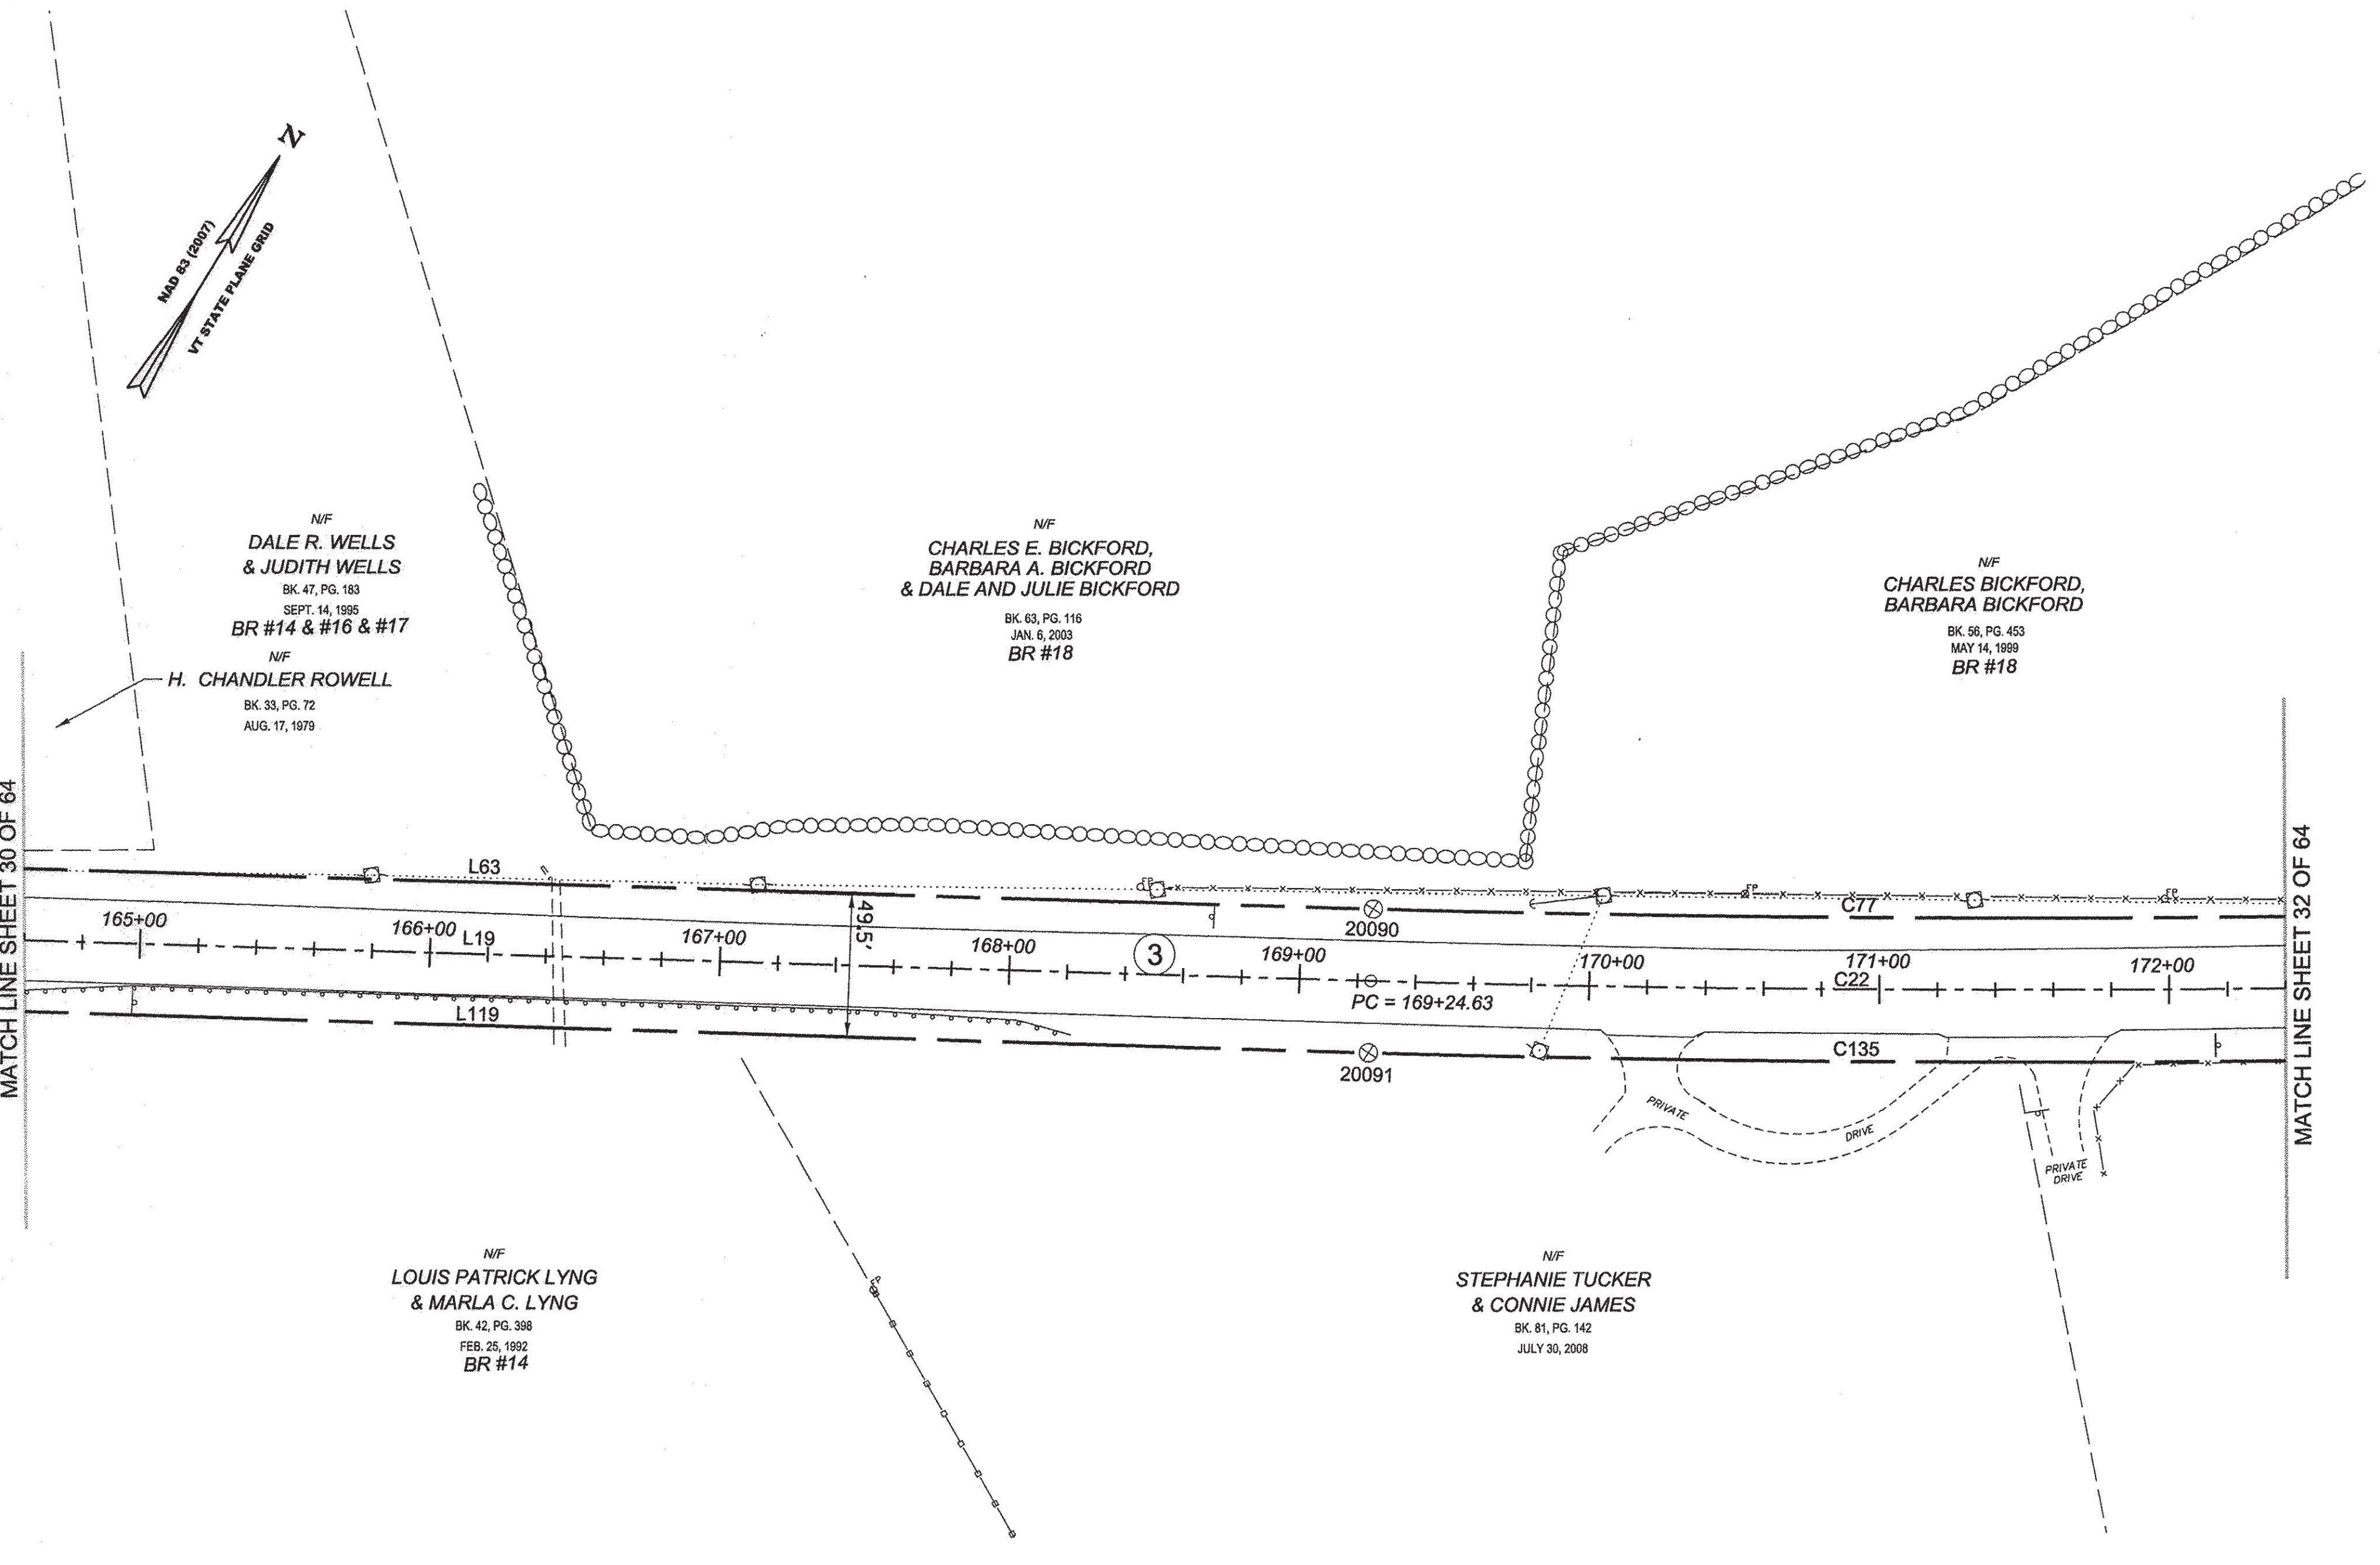 N
NAD 83 (2007)
VT STATE PLANE GRID
N/F
DALE R. WELLS
& JUDITH WELLS
BK. 47, PG. 183
SEPT. 14, 1995
BR #14 & #16 & #17
N/F
H. CHANDLER ROWELL
BK. 33, PG. 72
AUG. 17, 1979
N/F
CHARLES E. BICKFORD,
BARBARA A. BICKFORD
& DALE AND JULIE BICKFORD
BK. 63, PG. 116
JAN. 6, 2003
BR #18
N/F
CHARLES BICKFORD,
BARBARA BICKFORD
BK. 56, PG. 453
MAY 14, 1999
BR #18
MATCH LINE SHEET 30 OF 64
MATCH LINE SHEET 32 OF 64
L63
FP
FP
FP
C77
165+00
166+00
L19
167+00
49.5'
168+00
3
169+00
20090
170+00
171+00
C22
172+00
PC = 169+24.63
L119
20091
C135
PRIVATE
DRIVE
PRIVATE
DRIVE
FP
N/F
LOUIS PATRICK LYNG
& MARLA C. LYNG
BK. 42, PG. 398
FEB. 25, 1992
BR #14
N/F
STEPHANIE TUCKER
& CONNIE JAMES
BK. 81, PG. 142
JULY 30, 2008